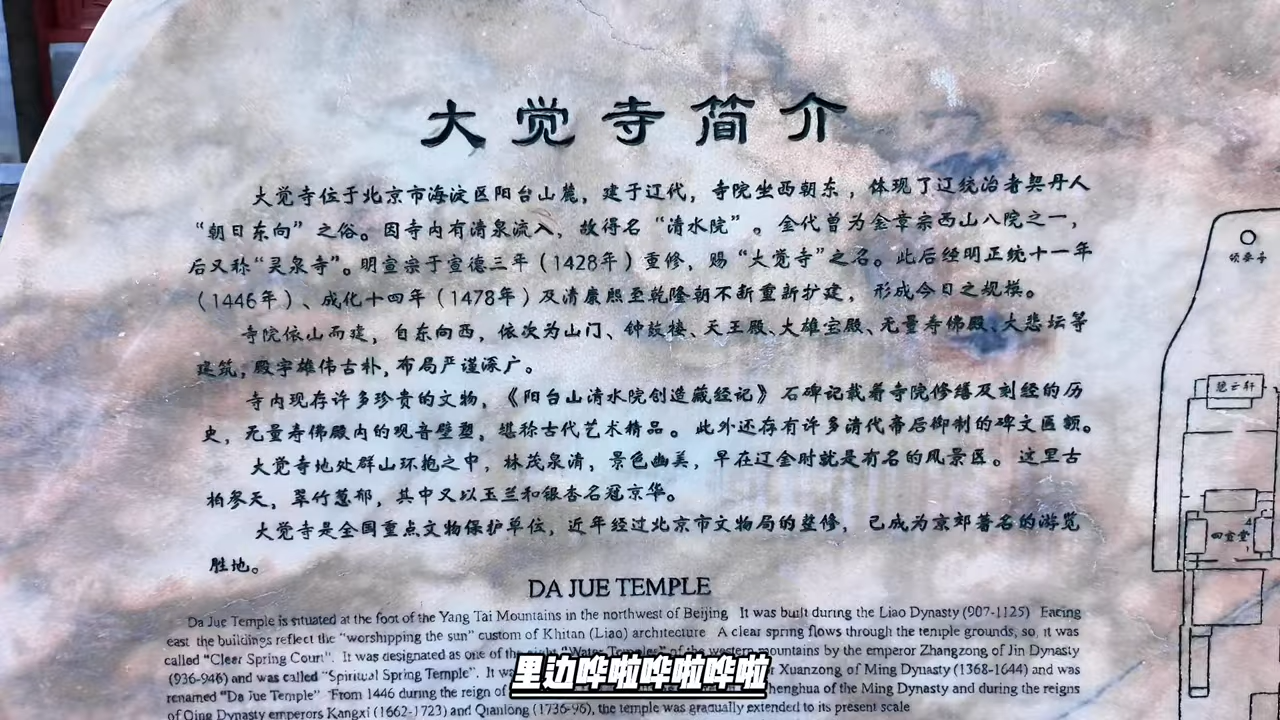 大觉寺简介
大觉寺位于北京市海淀区阳台山麓，建于辽代，寺院坐西朝东，体现了辽统治者契丹人
“朝日东向”之俗。因寺内有清泉流入，故得名“清水院”。金代曾为金章宗西山八院之一，
后又称“灵泉寺”。明宣宗于宣德三年（1428年）重修，赐“大觉寺”之名。此后经明正统十一年
（1446年）、成化十四年（1478年）及清康熙至乾隆朝不断重新扩建，形成今日之规模。
寺院依山而建，自东向西，依次为山门、钟鼓楼、天王殿、大雄宝殿、无量寿佛殿、大悲坛等
建筑，殿宇雄伟古朴，布局严谨深广。
寺内现存许多珍贵的文物，《阳台山清水院创造藏经记》石碑记载着寺院修缮及刻经的历
史，无量寿佛殿内的观音壁塑，堪称古代艺术精品。此外还存有许多清代帝后御制的碑文匾额。
大觉寺地处群山环抱之中，林茂泉清，景色幽美，早在辽金时就是有名的风景区。这里古
柏参天，翠竹葱郁，其中又以玉兰和银杏名冠京华。
大觉寺是全国重点文物保护单位，近年经过北京市文物局的整修，已成为京郊著名的游览
胜地。
DA JUE TEMPLE
Da Jue Temple is situated at the foot of the Yang Tai Mountains in the northwest of Beijing It was built during the Liao Dynasty (907-1125) Facing
east the buildings reflect the "worshipping the sun" custom of Khitan (Liao) architecture A clear spring flows through the temple grounds, so, it was
called "Clear Spring Court". It was designated as one of the eight "Water Temples" of the western mountains by the emperor Zhangzong of Jin Dynasty
(936-946) and was called "Spiritual Spring Temple". It wa Xuanzong of Ming Dynasty (1368-1644) and was
renamed "Da Jue Temple" From 1446 during the reign of henghua of the Ming Dynasty and during the reigns
of Qing Dynasty emperors Kangxi (1662-1723) and Qianlong (1736-96), the temple was gradually extended to its present scale
领要亭
憩云轩
四宜堂
里边哗啦哗啦哗啦